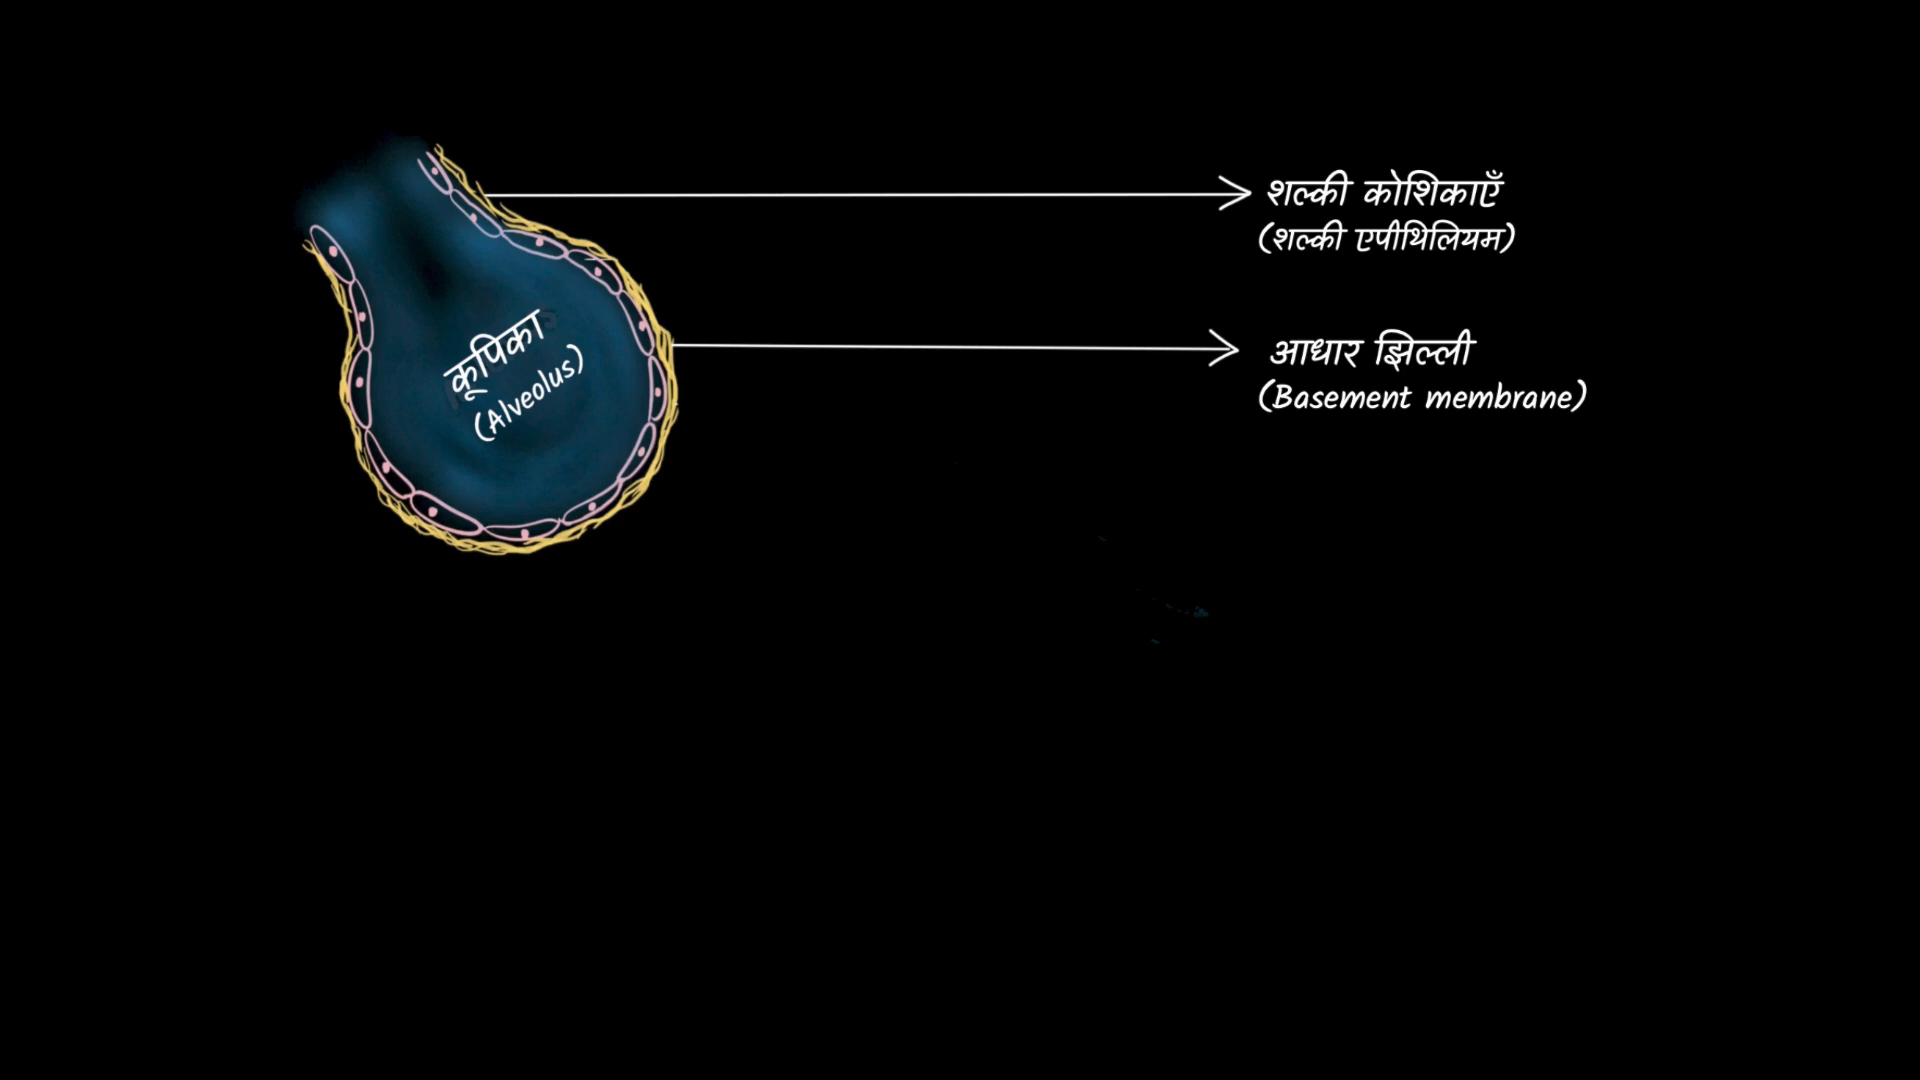 शल्की कोशिकाएँ
(शल्की एपीथिलियम)
कूपिका
(Alveolus)
आधार झिल्ली
(Basement membrane)